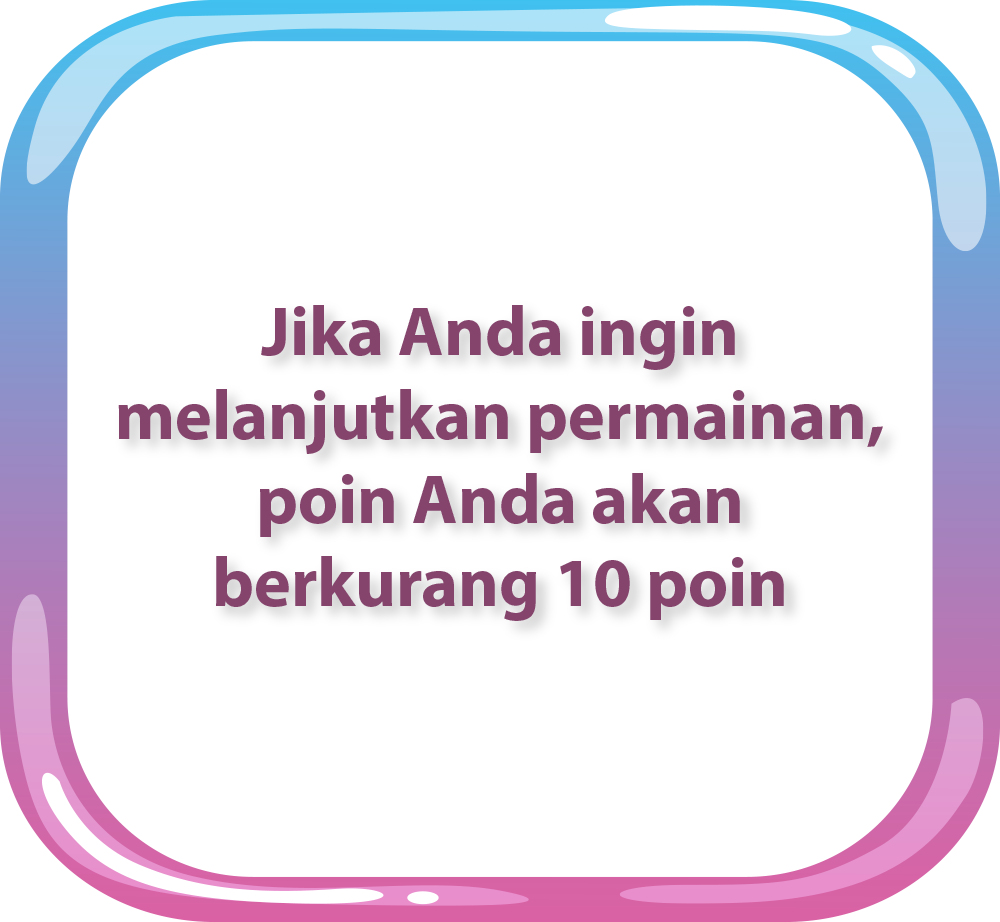 Jika Anda ingin
melanjutkan permainan,
poin Anda akan
berkurang 10 poin